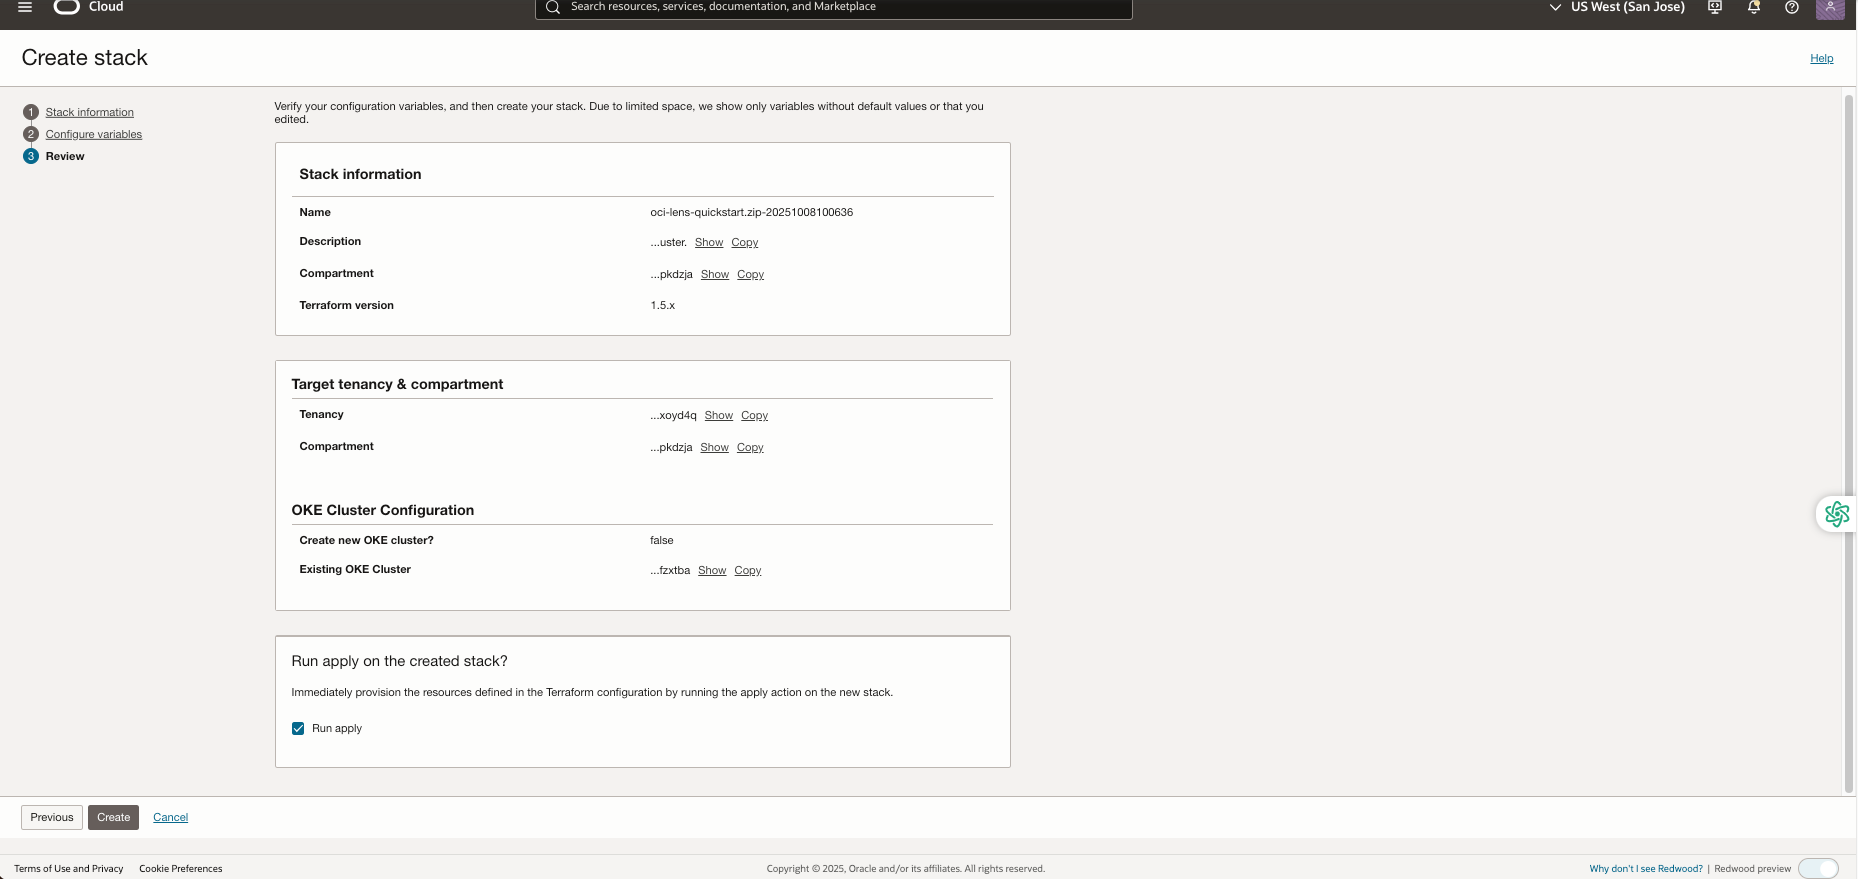 Cloud
Search resources, services, documentation, and Marketplace
US West (San Jose)
Create stack
Help
1 Stack information
2 Configure variables
3 Review
Verify your configuration variables, and then create your stack. Due to limited space, we show only variables without default values or that you
edited.
Stack information
Name oci-lens-quickstart.zip-20251008100636
Description ...uster. Show Copy
Compartment ...pkdzja Show Copy
Terraform version 1.5.x
Target tenancy & compartment
Tenancy ...xoyd4q Show Copy
Compartment ...pkdzja Show Copy
OKE Cluster Configuration
Create new OKE cluster? false
Existing OKE Cluster ...fzxtba Show Copy
Run apply on the created stack?
Immediately provision the resources defined in the Terraform configuration by running the apply action on the new stack.
Run apply
Previous Create Cancel
Terms of Use and Privacy Cookie Preferences Copyright © 2025, Oracle and/or its affiliates. All rights reserved. Why don't I see Redwood? | Redwood preview